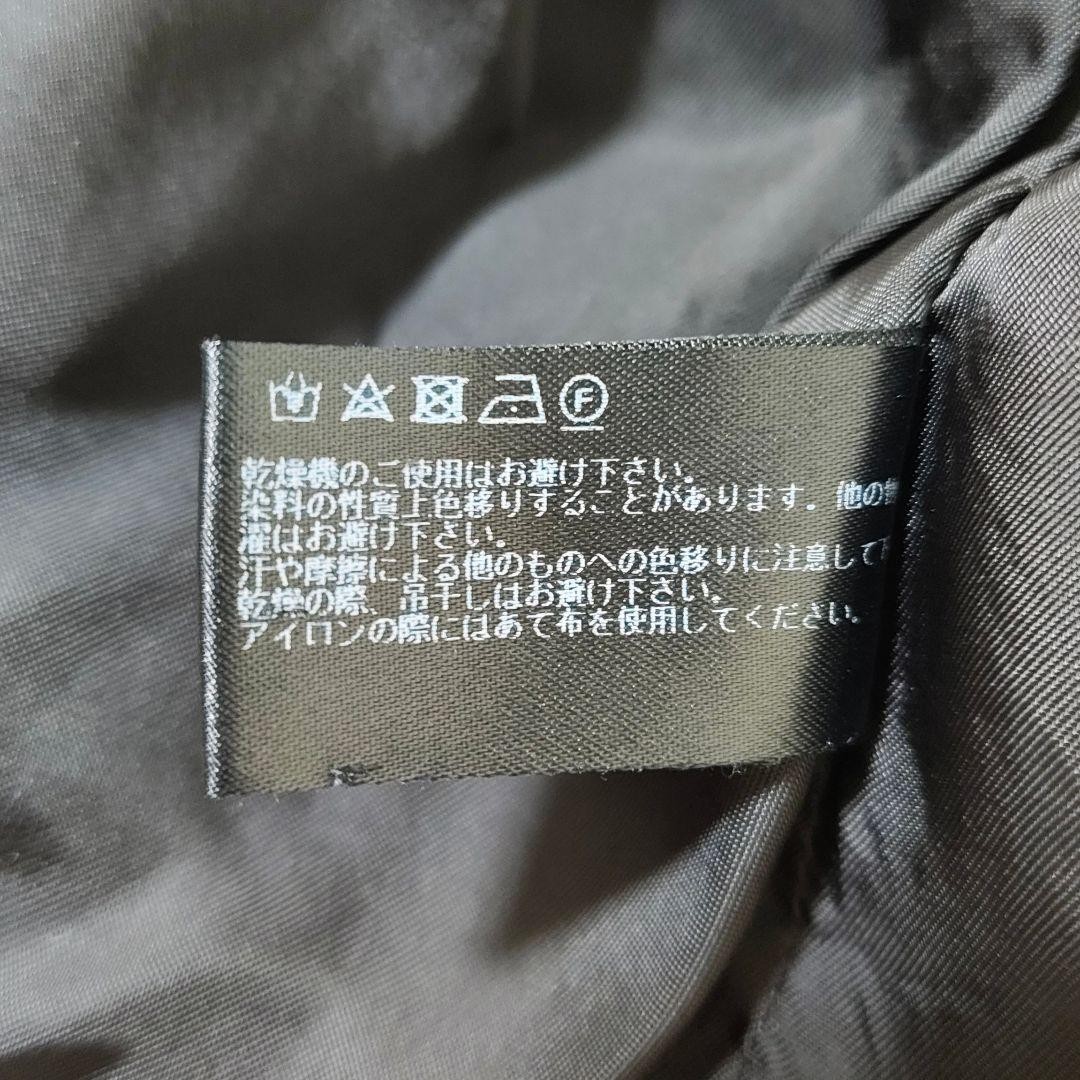 F
乾燥機のご使用はお避け下さい。
染料の性質上色移りすることがあります. 他の
濯はお避け下さい。
汗や摩擦による他のものへの色移りに注意して下
乾燥の際、吊干しはお避け下さい。
アイロンの際にはあて布を使用してください。